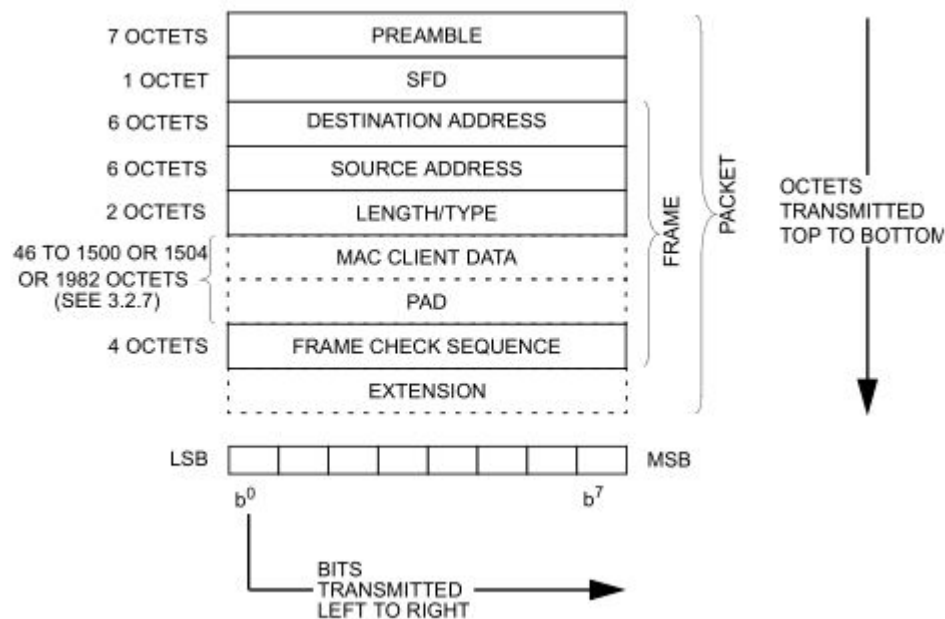 7 OCTETS PREAMBLE
1 OCTET SFD
6 OCTETS DESTINATION ADDRESS
6 OCTETS SOURCE ADDRESS
2 OCTETS LENGTH/TYPE
46 TO 1500 OR 1504
OR 1982 OCTETS
(SEE 3.2.7)
MAC CLIENT DATA
PAD
4 OCTETS FRAME CHECK SEQUENCE
EXTENSION
FRAME
PACKET
OCTETS
TRANSMITTED
TOP TO BOTTOM
LSB MSB
b0 b7
BITS
TRANSMITTED
LEFT TO RIGHT